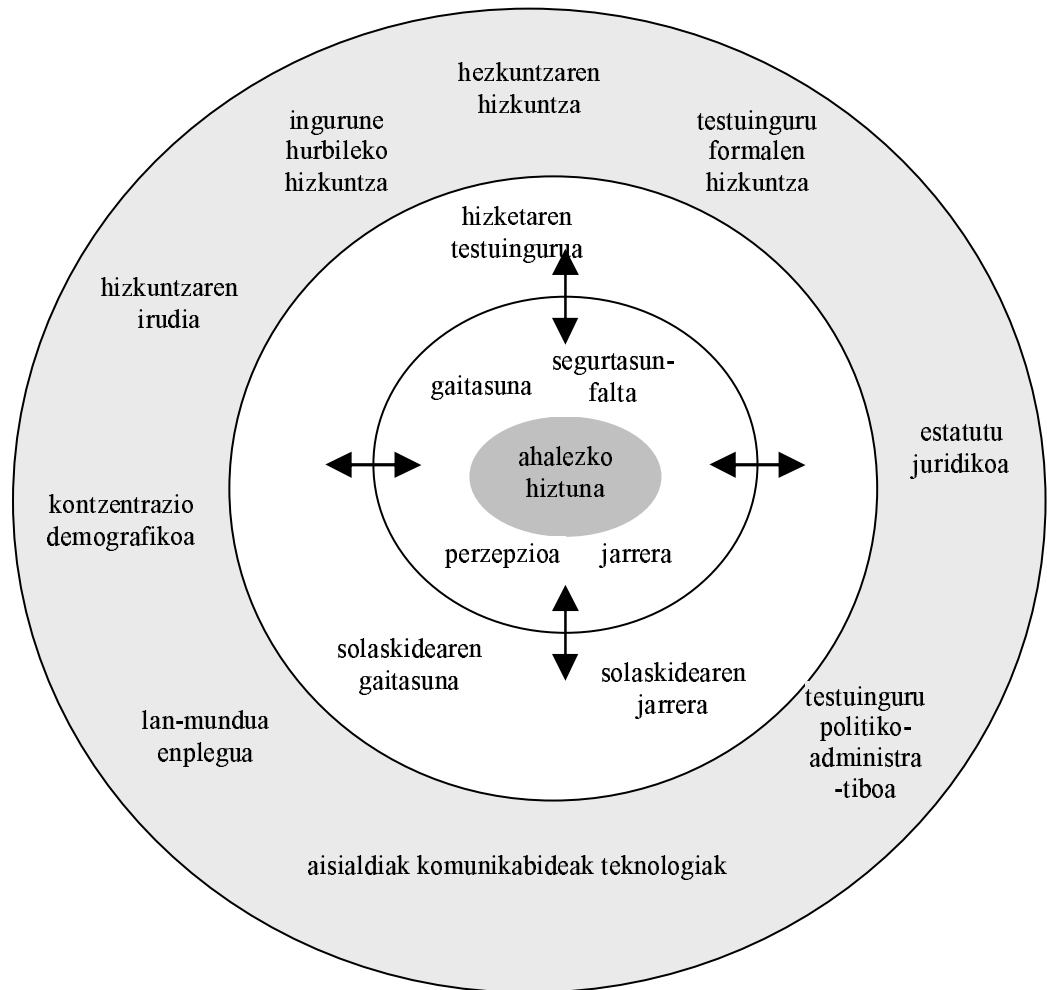 hezkuntzaren
hizkuntza
ingurune
hurbileko
hizkuntza
testuinguru
formalen
hizkuntza
hizketaren
testuingurua
hizkuntzaren
irudia
segurtasun-
falta
gaitasuna
estatutu
juridikoa
ahalezko
hiztuna
kontzentrazio
demografikoa
perzepzioa
jarrera
solaskidearen
gaitasuna
solaskidearen
jarrera
testuinguru
politiko-
administra
-tiboa
lan-mundua
enplegua
aisialdiak komunikabideak teknologiak